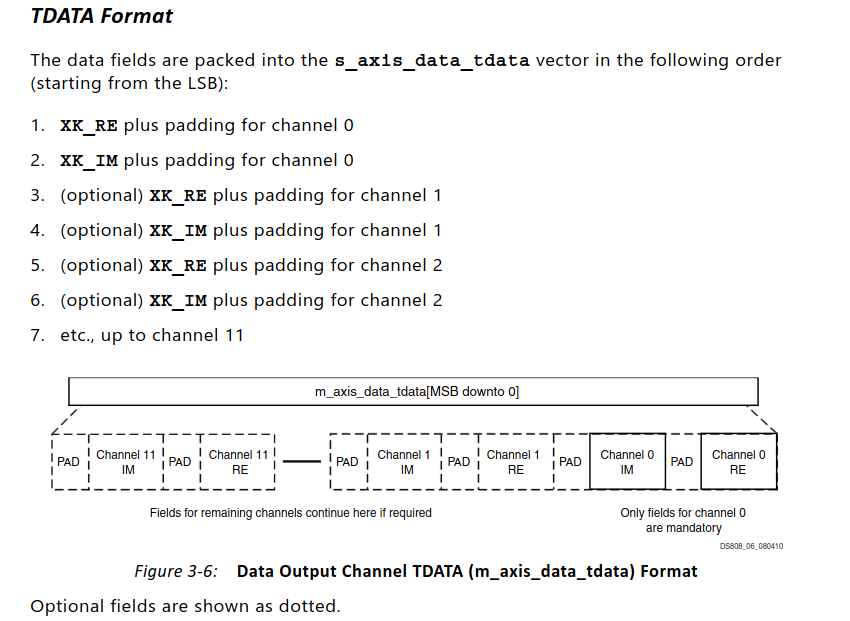 TDATA Format
The data fields are packed into the s_axis_data_tdata vector in the following order
(starting from the LSB):
1. XK_RE plus padding for channel 0
2. XK_IM plus padding for channel 0
3. (optional) XK_RE plus padding for channel 1
4. (optional) XK_IM plus padding for channel 1
5. (optional) XK_RE plus padding for channel 2
6. (optional) XK_IM plus padding for channel 2
7. etc., up to channel 11
m_axis_data_tdata[MSB downto 0]
PAD
Channel 11
IM
PAD
Channel 11
RE
PAD
Channel 1
IM
PAD
Channel 1
RE
PAD
Channel 0
IM
PAD
Channel 0
RE
Fields for remaining channels continue here if required
Only fields for channel 0
are mandatory
DS808_06_080410
Figure 3-6: Data Output Channel TDATA (m_axis_data_tdata) Format
Optional fields are shown as dotted.